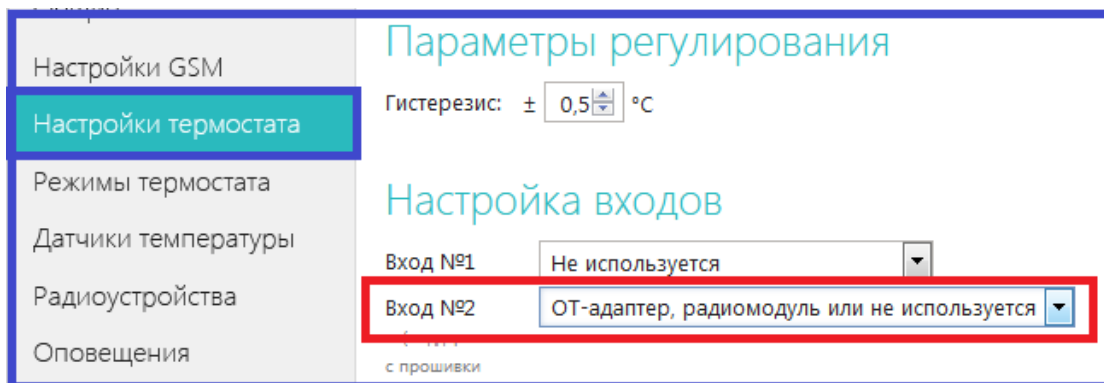 Настройки GSM
Настройки термостата
Режимы термостата
Датчики температуры
Радиоустройства
Оповещения
Параметры регулирования
Гистерезис: ± 0,5 °C
Настройка входов
Вход №1 Не используется
Вход №2 ОТ-адаптер, радиомодуль или не используется
с прошивки